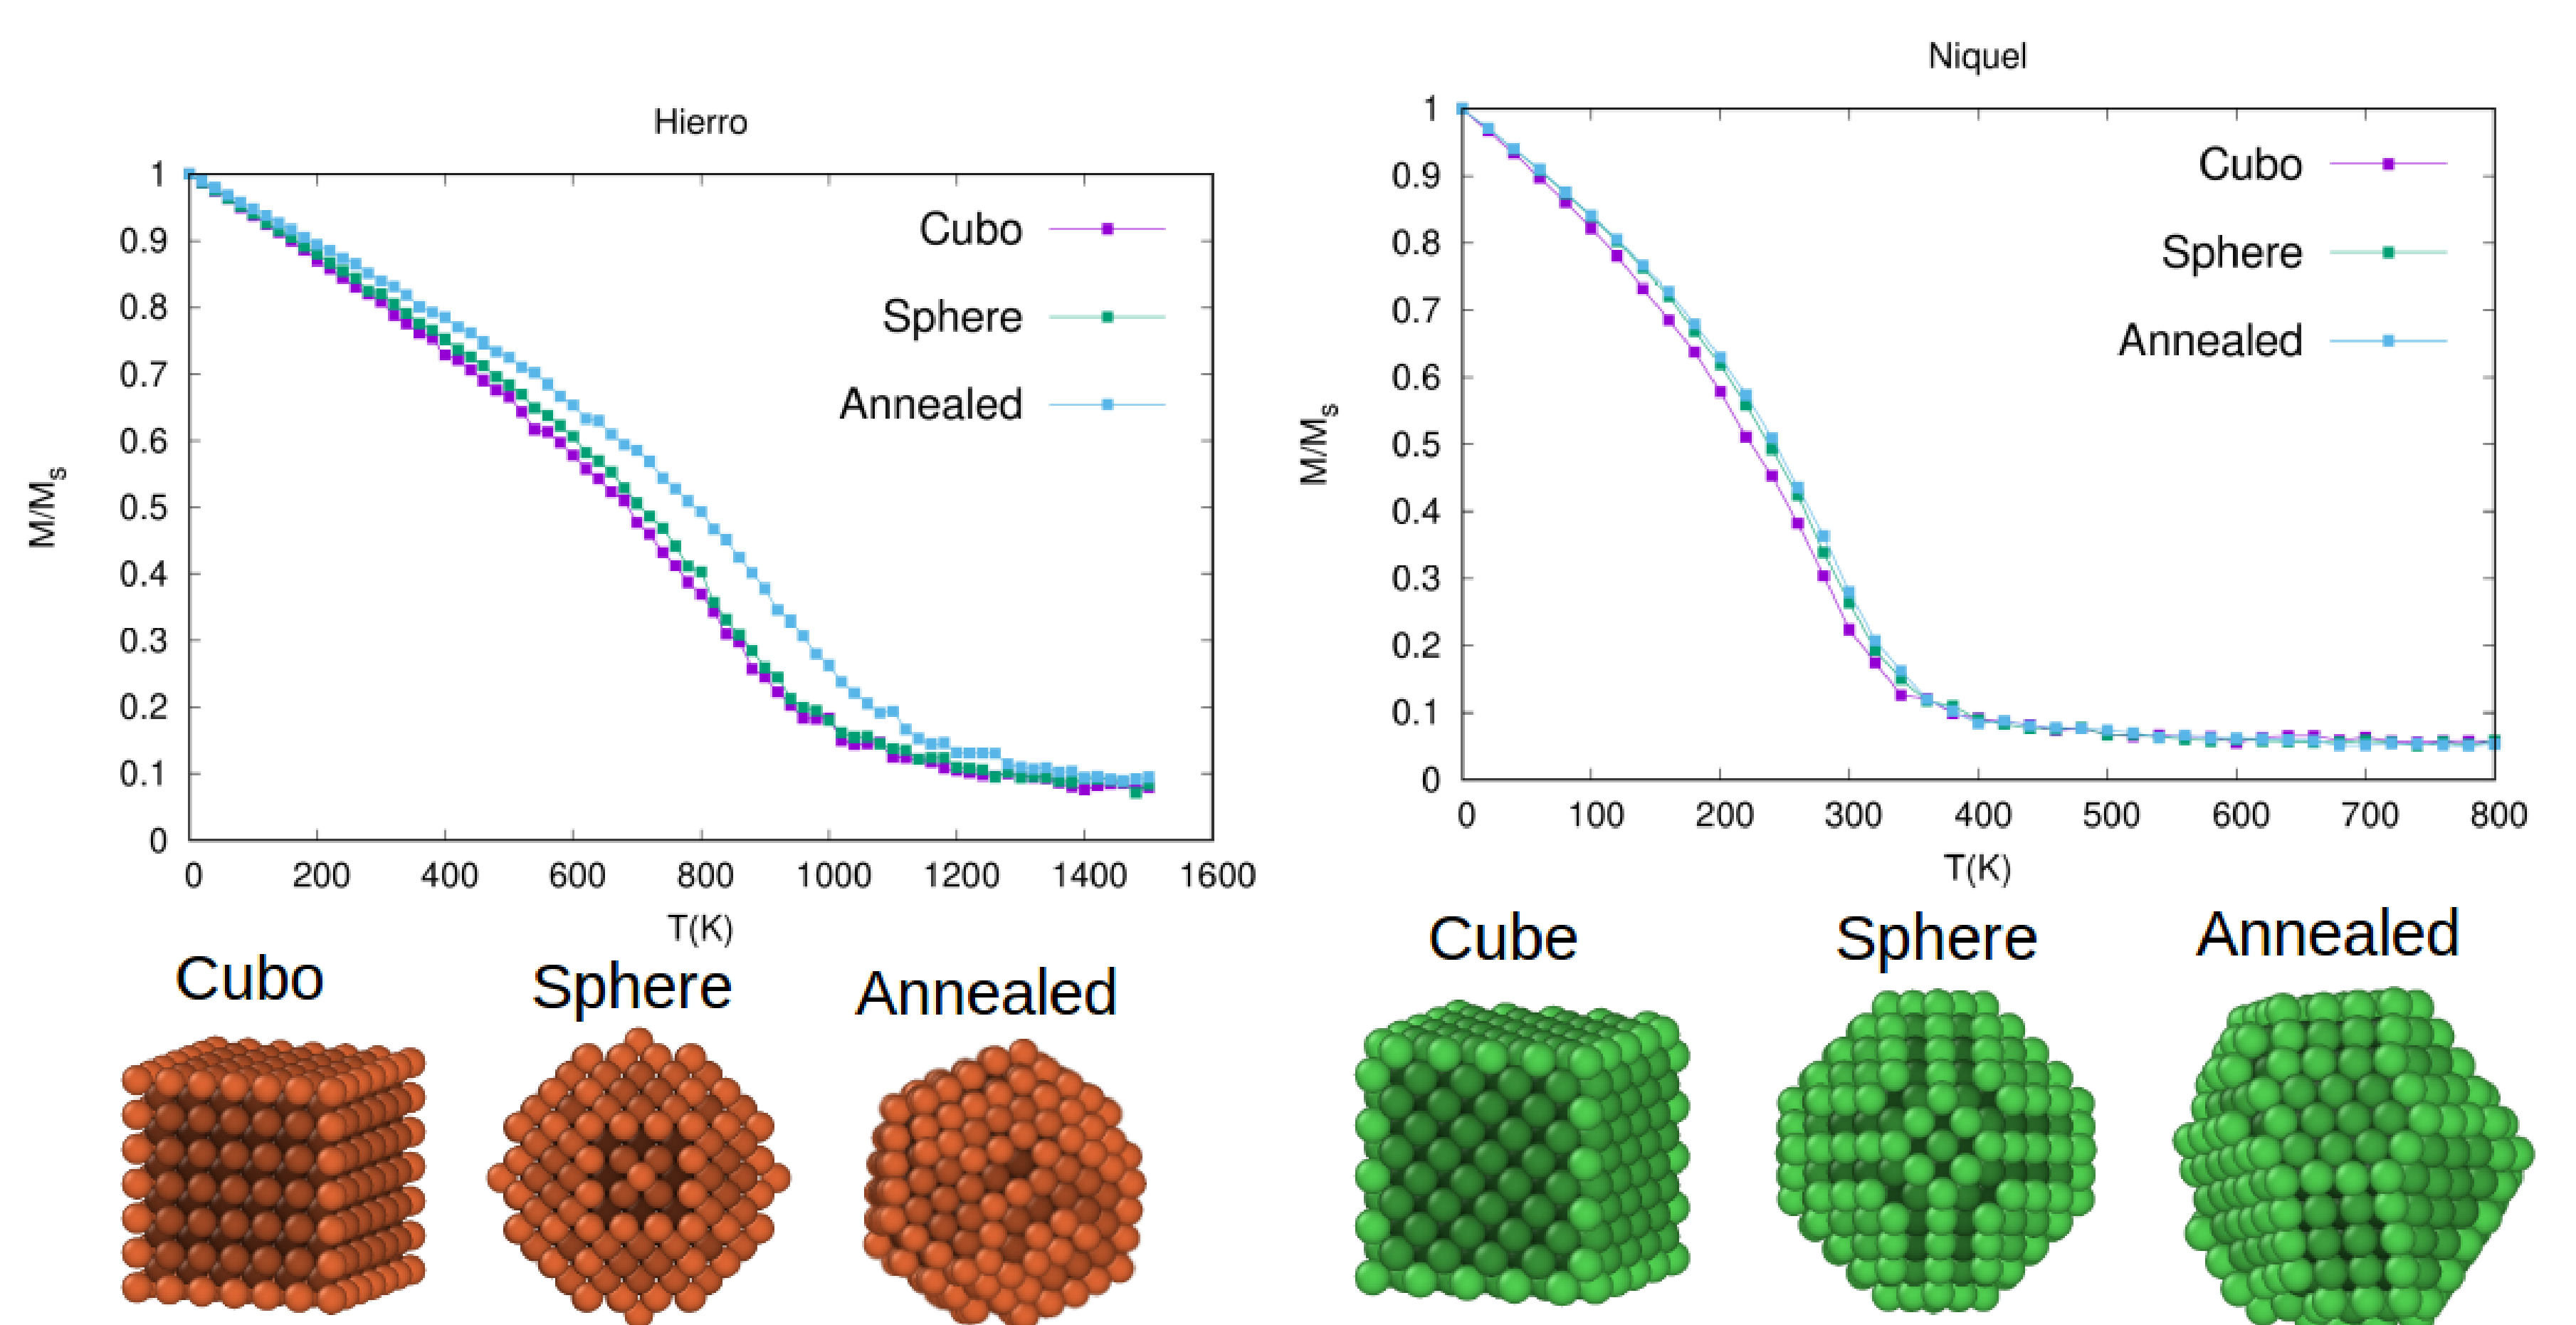 Hierro
1
0.9
0.8
0.7
0.6
0.5
0.4
0.3
0.2
0.1
0
M/Ms
Cubo
Sphere
Annealed
0 200 400 600 800 1000 1200 1400 1600
T(K)
Cubo Sphere Annealed
Niquel
1
0.9
0.8
0.7
0.6
0.5
0.4
0.3
0.2
0.1
0
M/Ms
Cubo
Sphere
Annealed
0 100 200 300 400 500 600 700 800
T(K)
Cube Sphere Annealed